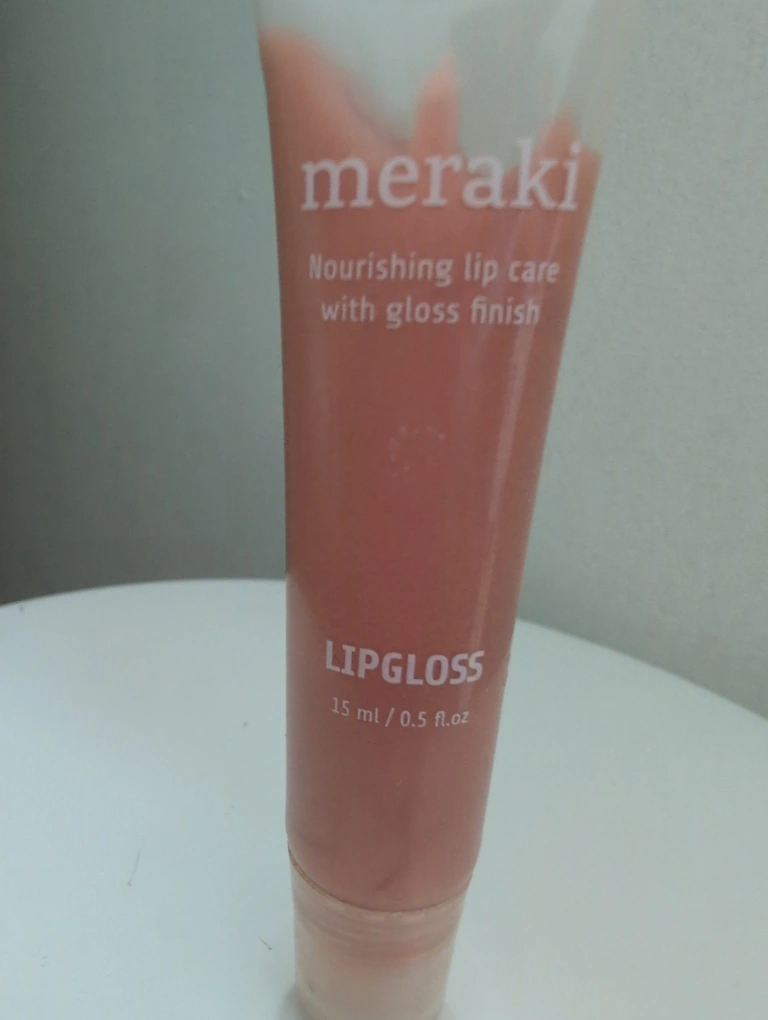 meraki
Nourishing lip care
with gloss finish
LIPGLOSS
15 ml / 0.5 fl.oz